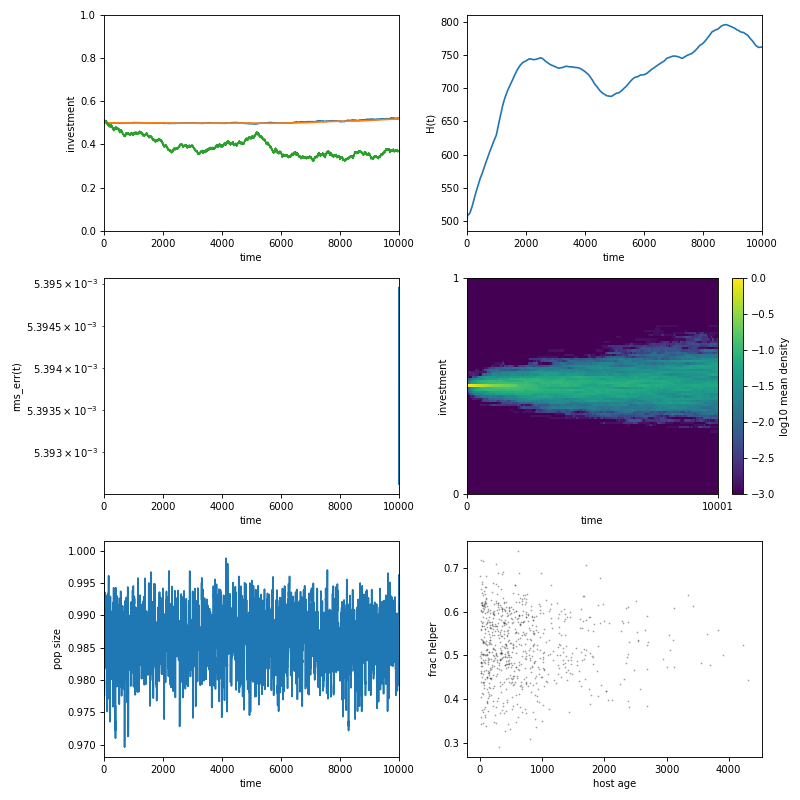 1.0
0.8
0.6
0.4
0.2
0.0
investment
0 2000 4000 6000 8000 10000
time
800
750
700
650
600
550
500
H(t)
0 2000 4000 6000 8000 10000
time
5.395 × 10⁻³
5.3945 × 10⁻³
5.394 × 10⁻³
5.3935 × 10⁻³
5.393 × 10⁻³
rms_err(t)
0 2000 4000 6000 8000 10000
time
1
0
investment
0 10001
time
0.0
−0.5
−1.0
−1.5
−2.0
−2.5
−3.0
log10 mean density
1.000
0.995
0.990
0.985
0.980
0.975
0.970
pop size
0 2000 4000 6000 8000 10000
time
0.7
0.6
0.5
0.4
0.3
frac helper
0 1000 2000 3000 4000
host age